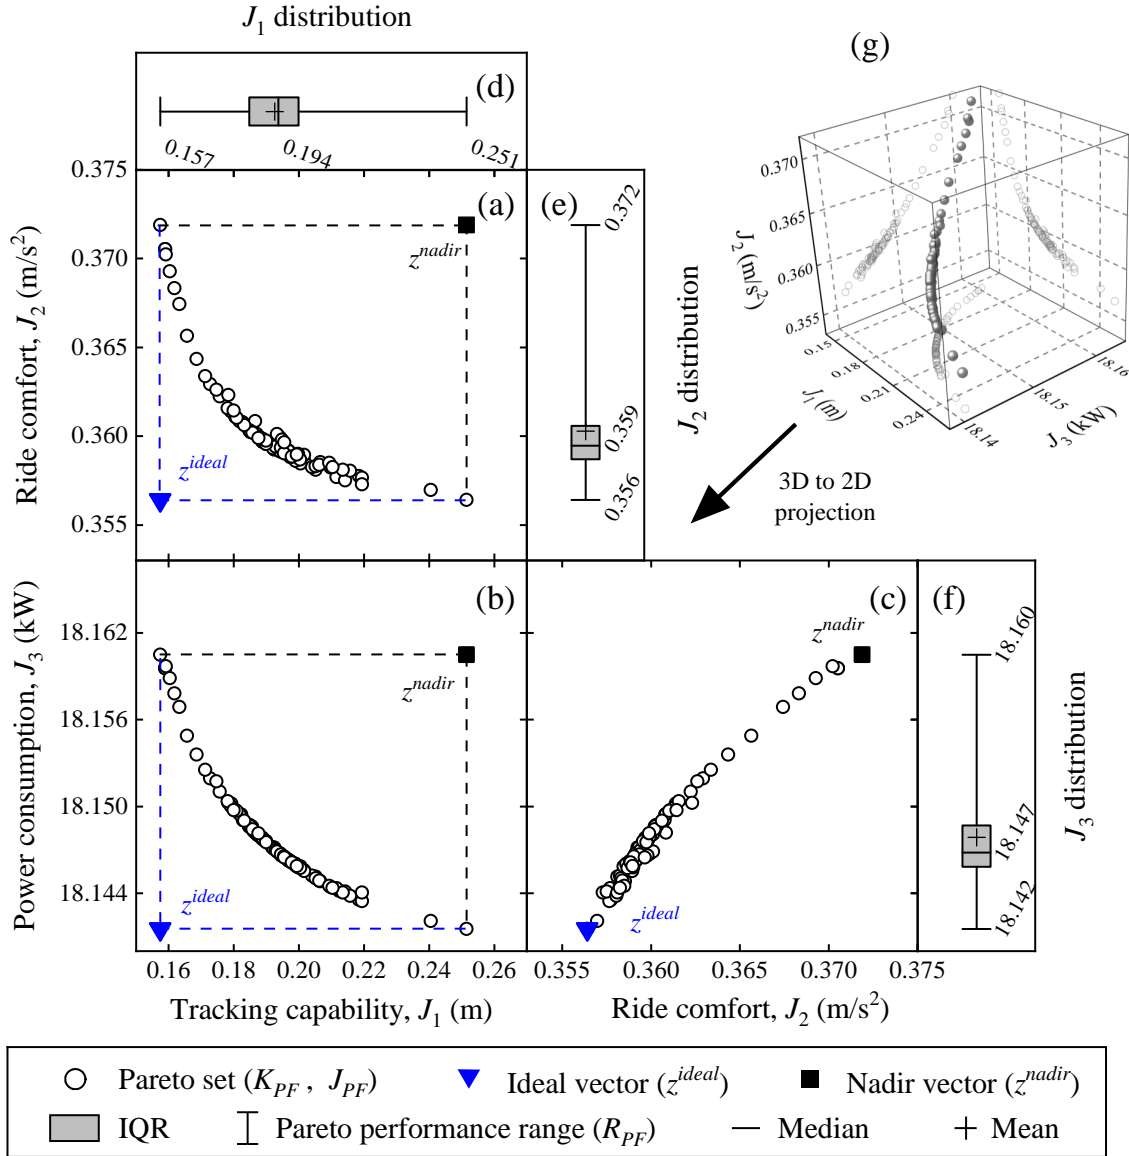 J1 distribution
(d)
0.157
0.194
0.251
(g)
0.370
0.365
0.360
0.355
J2 (m/s2)
0.15
0.18
0.21
0.24
J1 (m)
18.14
18.15
18.16
J3 (kW)
3D to 2D
projection
(a)
0.375
0.370
0.365
0.360
0.355
Ride comfort, J2 (m/s2)
znadir
zideal
(e)
0.372
0.359
0.356
J2 distribution
(b)
18.162
18.156
18.150
18.144
Power consumption, J3 (kW)
znadir
zideal
0.16 0.18 0.20 0.22 0.24 0.26
Tracking capability, J1 (m)
(c)
znadir
zideal
0.355 0.360 0.365 0.370 0.375
Ride comfort, J2 (m/s2)
(f)
18.160
18.147
18.142
J3 distribution
Pareto set (KPF , JPF) Ideal vector (zideal) Nadir vector (znadir)
IQR Pareto performance range (RPF) Median Mean